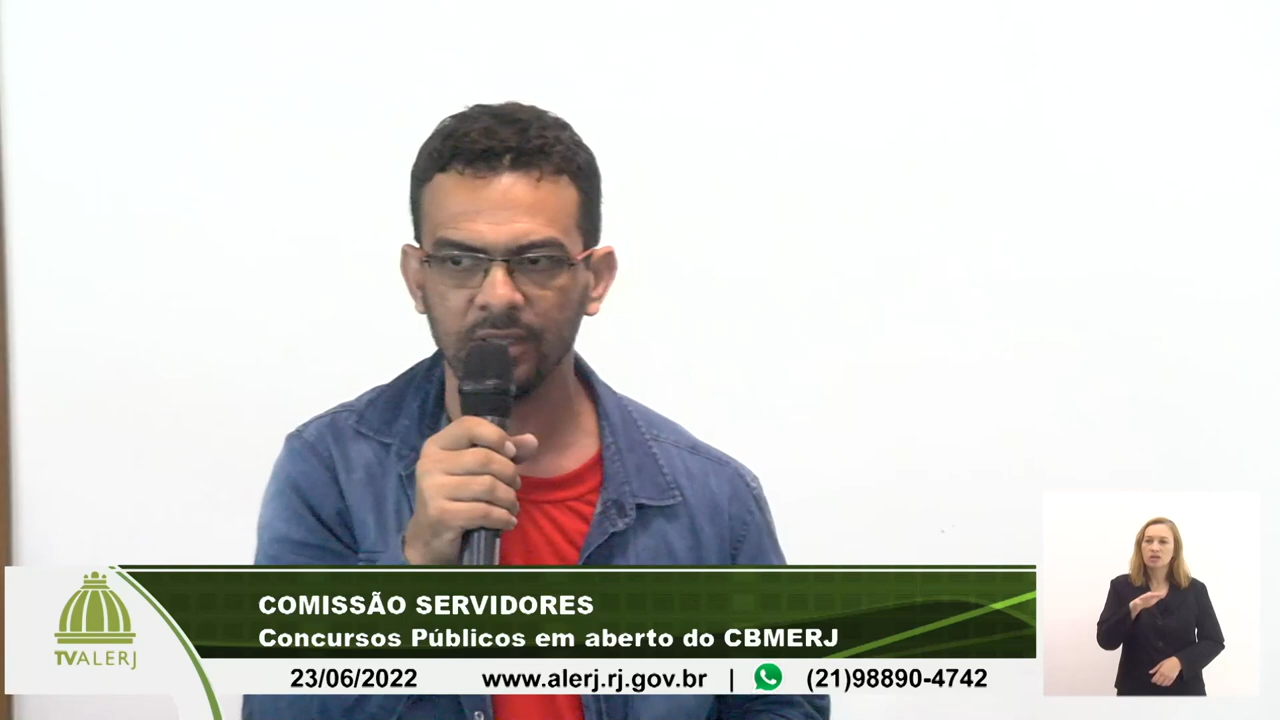 COMISSÃO SERVIDORES
Concursos Públicos em aberto do CBMERJ
TVALERJ
23/06/2022 www.alerj.rj.gov.br | (21)98890-4742